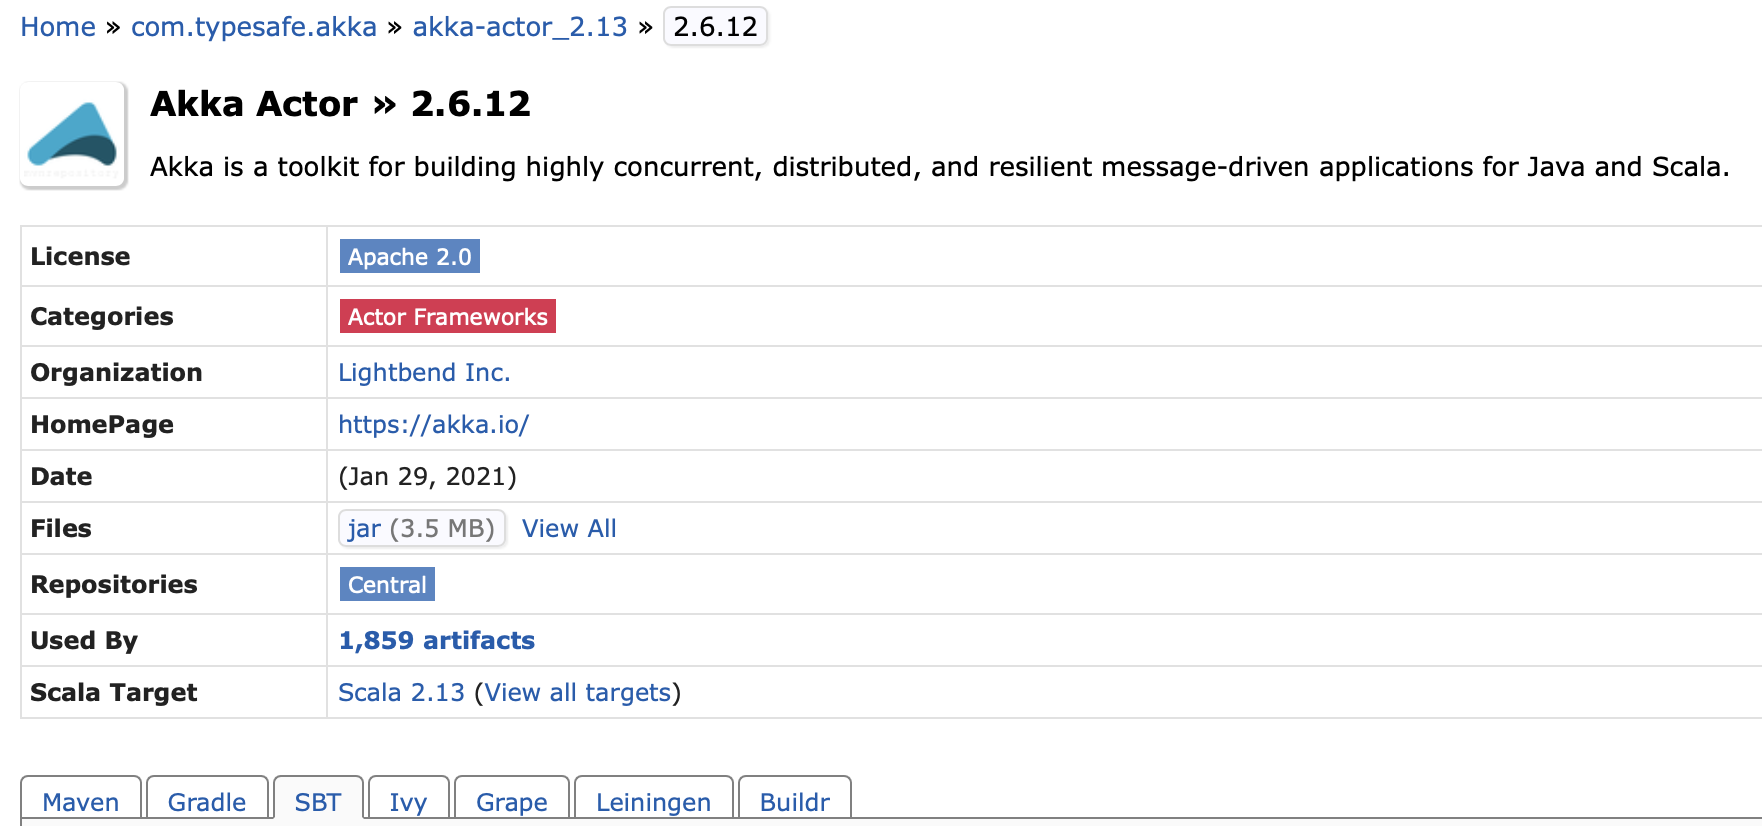 Home » com.typesafe.akka » akka-actor_2.13 » 2.6.12
Akka Actor » 2.6.12
Akka is a toolkit for building highly concurrent, distributed, and resilient message-driven applications for Java and Scala.
License Apache 2.0
Categories Actor Frameworks
Organization Lightbend Inc.
HomePage https://akka.io/
Date (Jan 29, 2021)
Files jar (3.5 MB) View All
Repositories Central
Used By 1,859 artifacts
Scala Target Scala 2.13 (View all targets)
Maven Gradle SBT Ivy Grape Leiningen Buildr